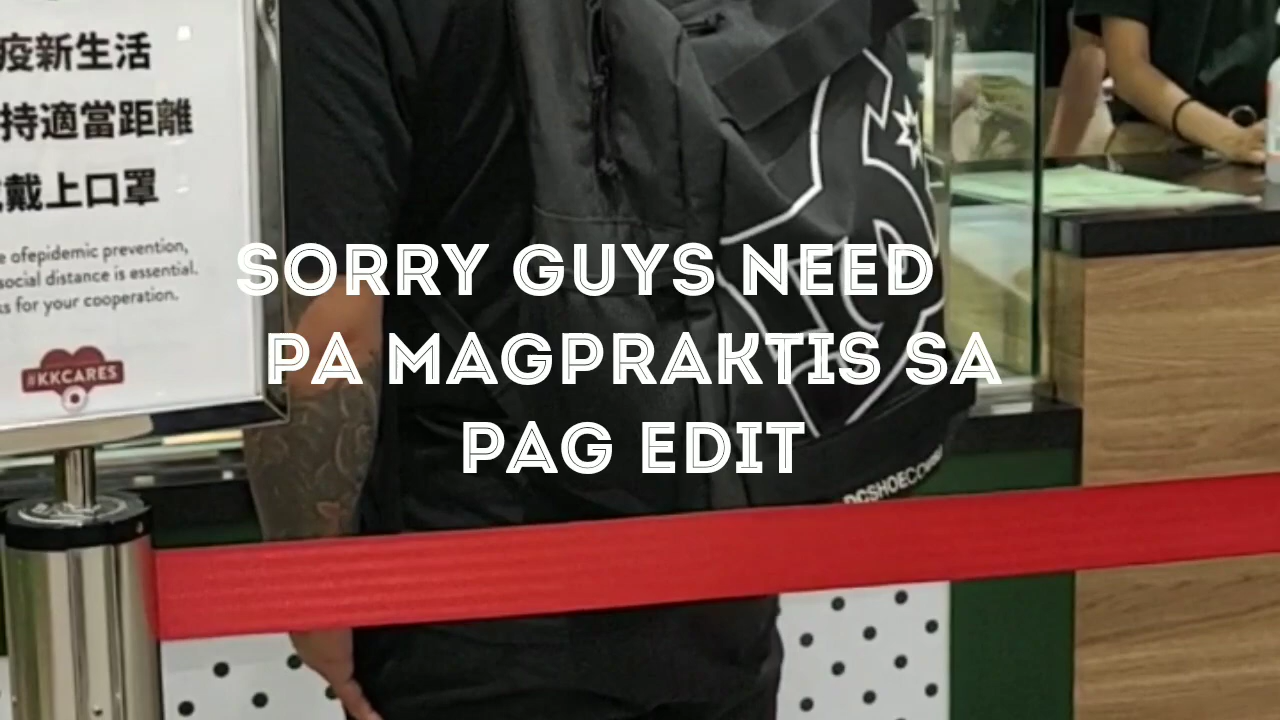 疫新生活
持適當距離
戴上口罩
ofepidemic prevention,
social distance is essential.
for your cooperation.
#KKCARES
SORRY GUYS NEED
PA MAGPRAKTIS SA
PAG EDIT